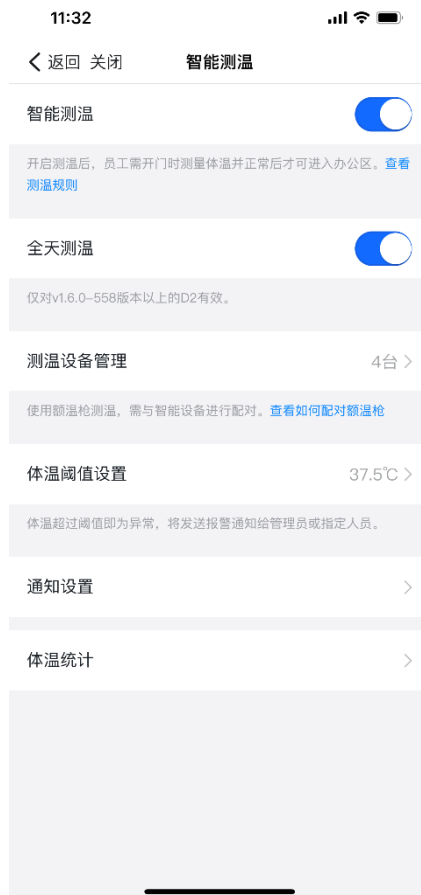 11:32
返回 关闭 智能测温
智能测温
开启测温后，员工需开门时测量体温并正常后才可进入办公区。查看
测温规则
全天测温
仅对v1.6.0-558版本以上的D2有效。
测温设备管理 4台
使用额温枪测温，需与智能设备进行配对。查看如何配对额温枪
体温阈值设置 37.5℃
体温超过阈值即为异常，将发送报警通知给管理员或指定人员。
通知设置
体温统计